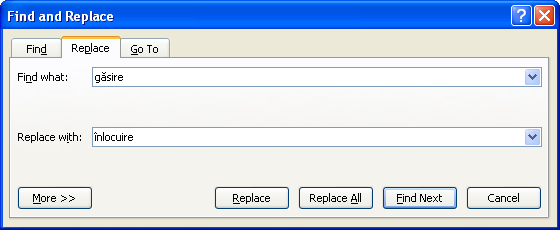 Find and Replace
Find Replace Go To
Find what: găsire
Replace with: înlocuire
More >> Replace Replace All Find Next Cancel